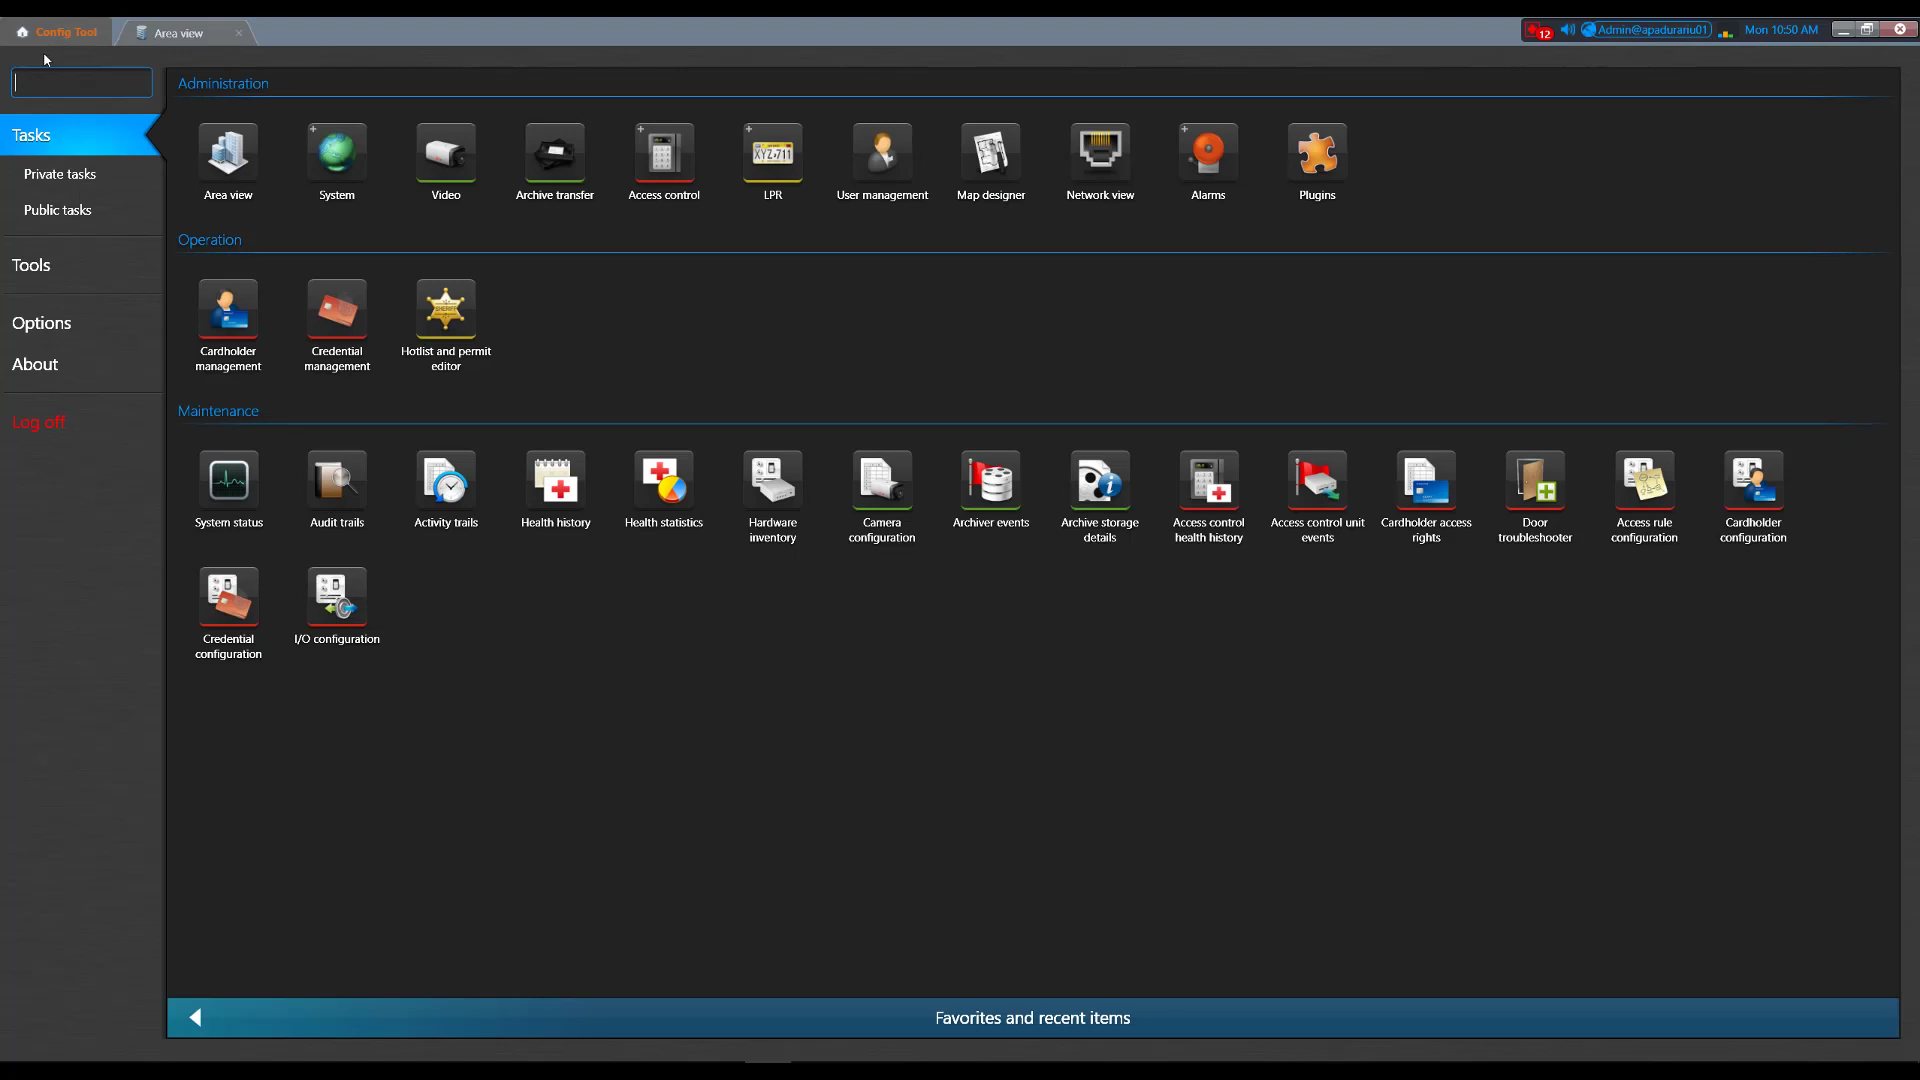 Config Tool
Area view
12
Admin@apadurariu01
Mon 10:50 AM
Tasks
Private tasks
Public tasks
Tools
Options
About
Log off
Administration
Area view
System
Video
Archive transfer
Access control
XYZ-711
LPR
User management
Map designer
Network view
Alarms
Plugins
Operation
Cardholder
management
Credential
management
SHERIFF
Hotlist and permit
editor
Maintenance
System status
Audit trails
Activity trails
Health history
Health statistics
Hardware
inventory
Camera
configuration
Archiver events
Archive storage
details
Access control
health history
Access control unit
events
Cardholder access
rights
Door
troubleshooter
Access rule
configuration
Cardholder
configuration
Credential
configuration
I/O configuration
Favorites and recent items